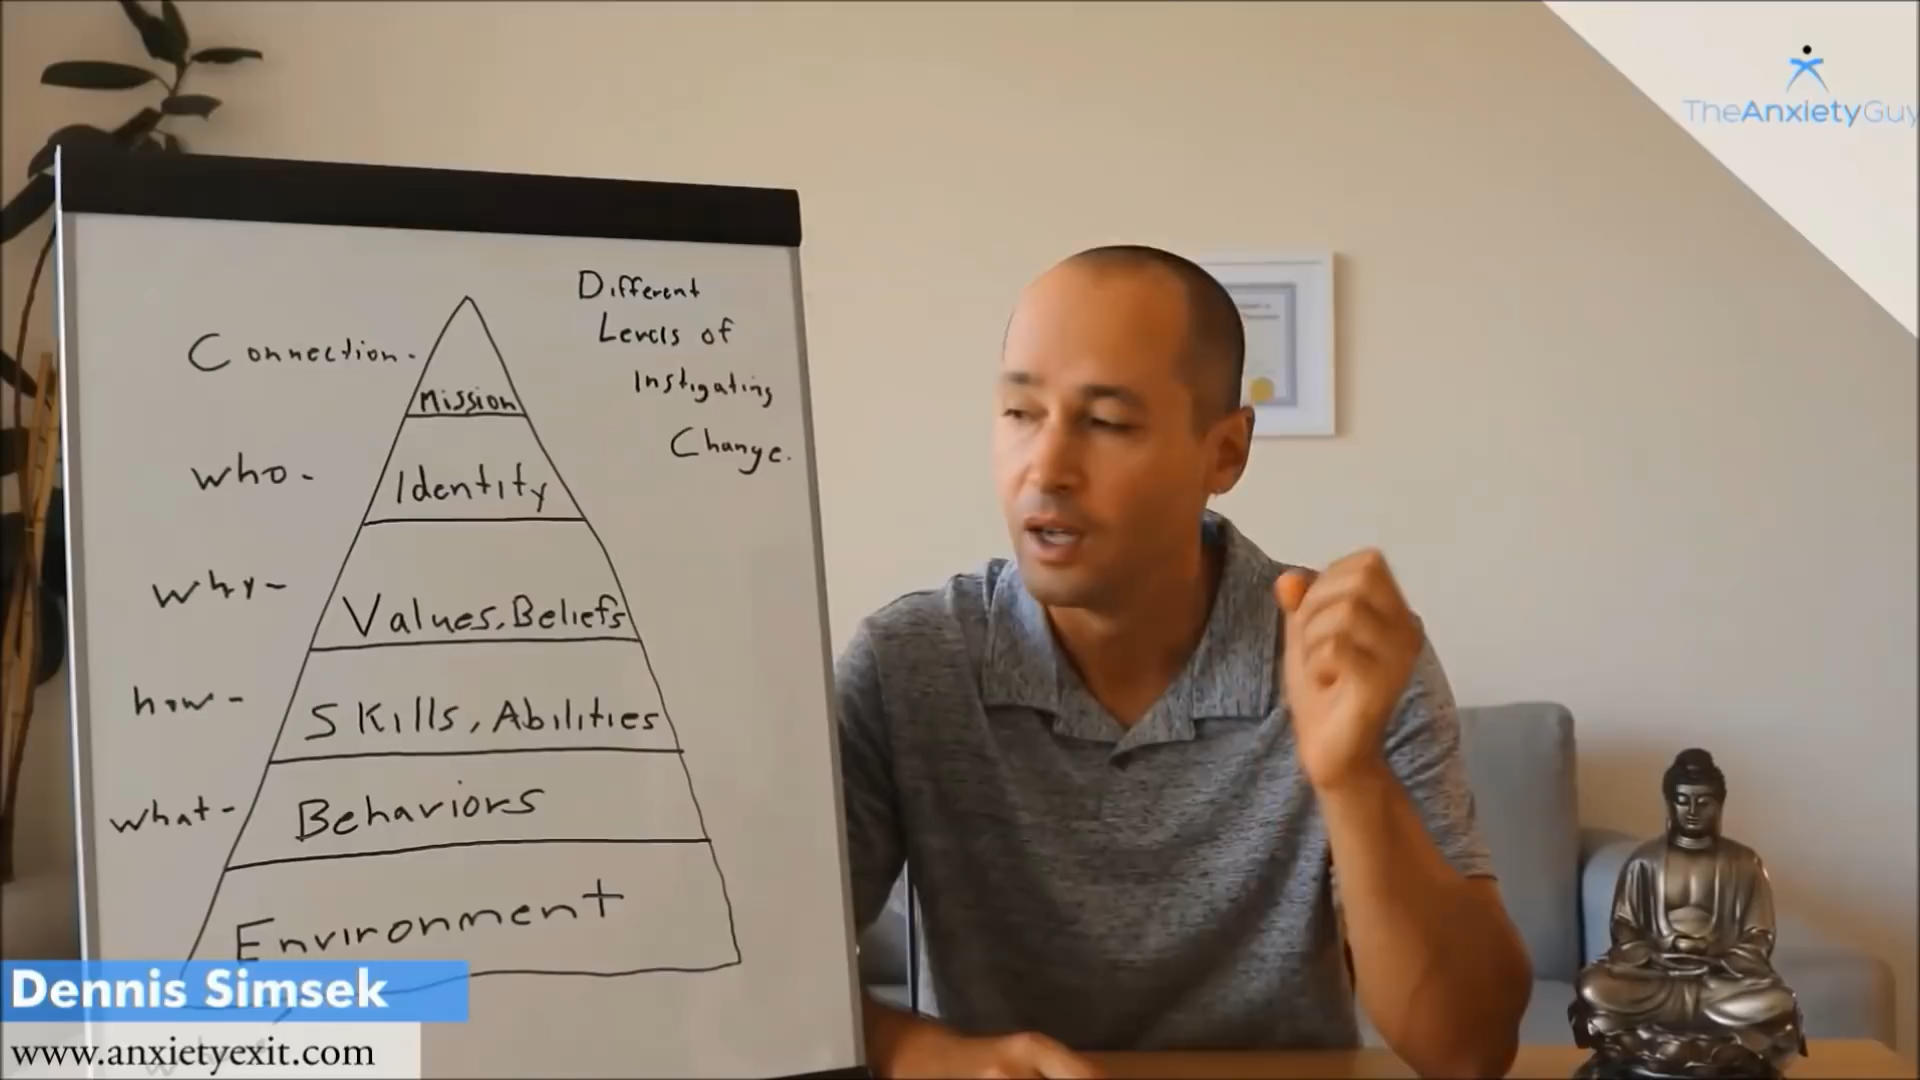 TheAnxietyGuy
Different
Levels of
Instigating
Change.
Connection-
Mission
who-
Identity
why-
Values, Beliefs
how-
Skills, Abilities
what-
Behaviors
Environment
Dennis Simsek
www.anxietyexit.com